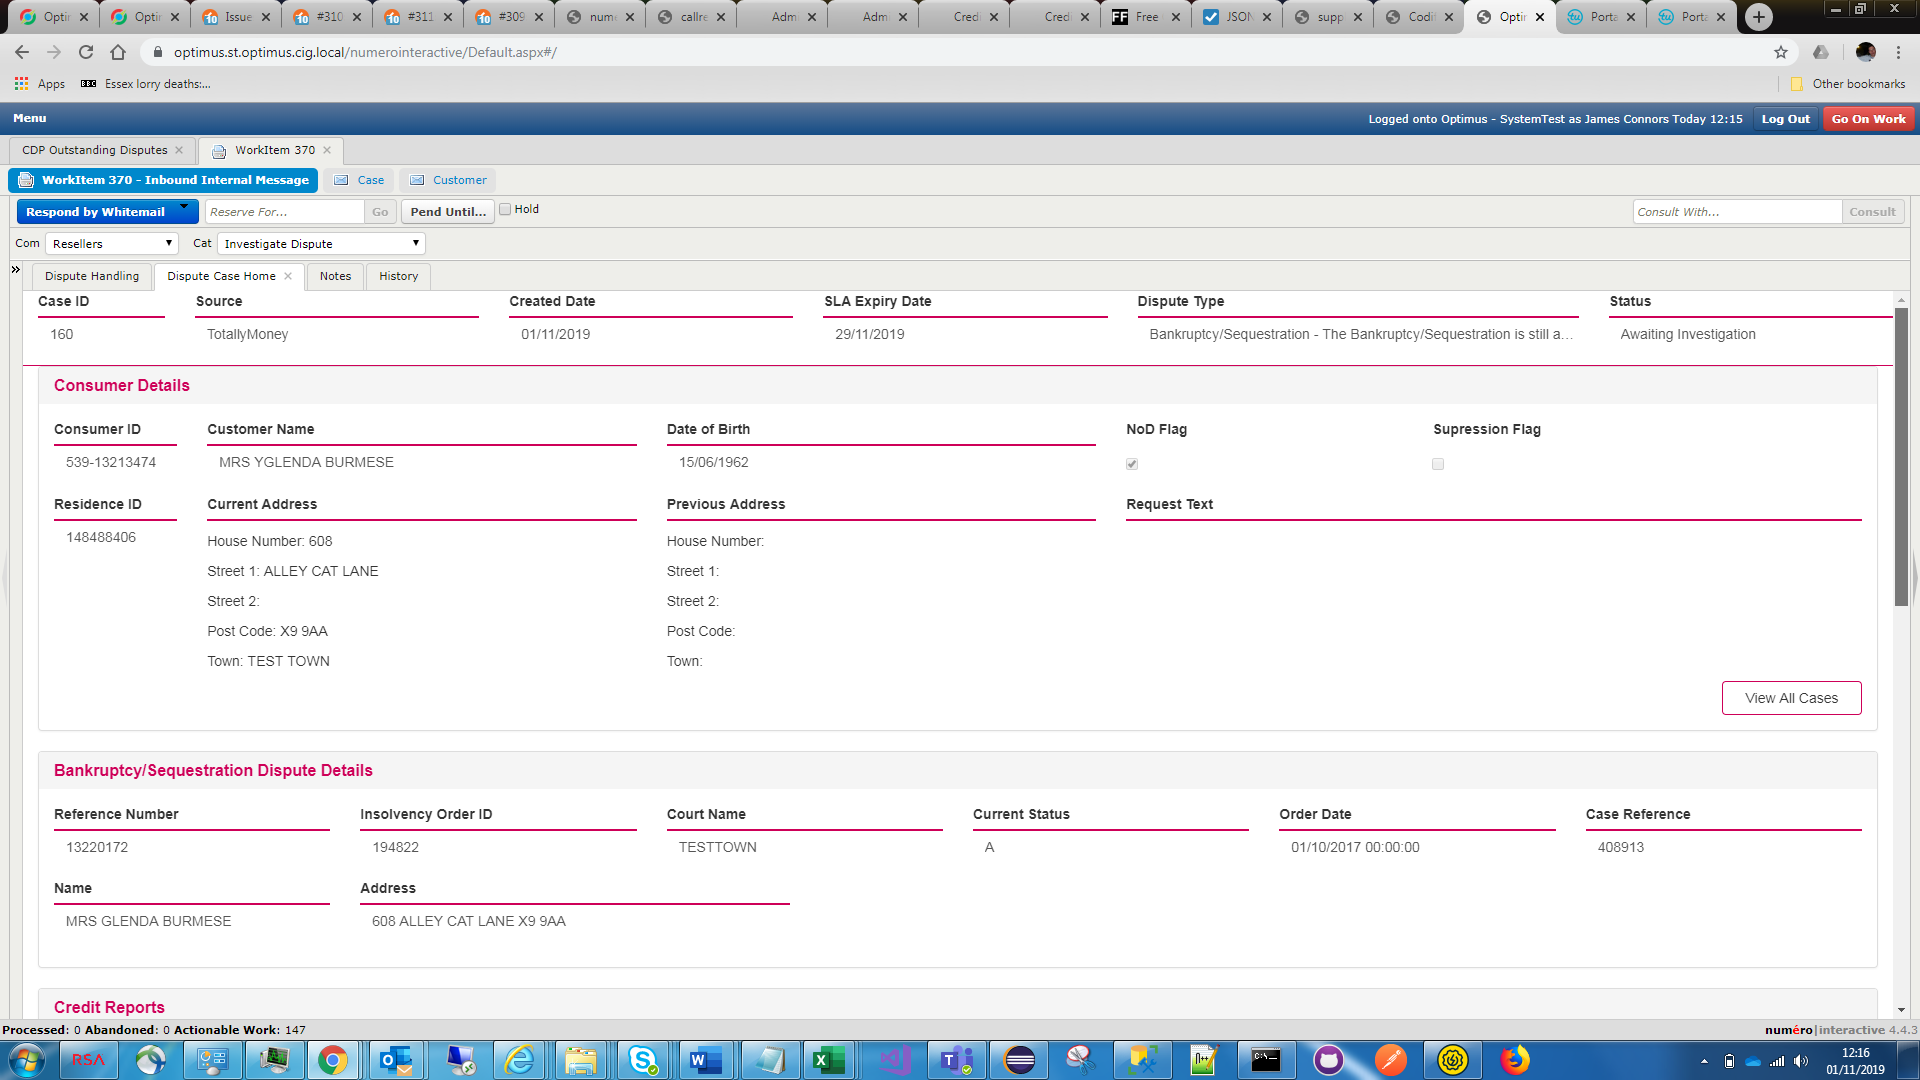 Optir Optin Issue #310 #311 #309 nume callre Adm Adm Credi Credi Free JSON supp Codif Optin Porta Porta
optimus.st.optimus.cig.local/numerointeractive/Default.aspx#/
Apps BBC Essex lorry deaths:... Other bookmarks
Menu Logged onto Optimus - SystemTest as James Connors Today 12:15 Log Out Go On Work
CDP Outstanding Disputes WorkItem 370
WorkItem 370 - Inbound Internal Message Case Customer
Respond by Whitemail Reserve For... Go Pend Until... Hold Consult With... Consult
Com Resellers Cat Investigate Dispute
Dispute Handling Dispute Case Home Notes History
Case ID Source Created Date SLA Expiry Date Dispute Type Status
160 TotallyMoney 01/11/2019 29/11/2019 Bankruptcy/Sequestration - The Bankruptcy/Sequestration is still a... Awaiting Investigation
Consumer Details
Consumer ID Customer Name Date of Birth NoD Flag Supression Flag
539-13213474 MRS YGLENDA BURMESE 15/06/1962
Residence ID Current Address Previous Address Request Text
148488406 House Number: 608 House Number:
Street 1: ALLEY CAT LANE Street 1:
Street 2: Street 2:
Post Code: X9 9AA Post Code:
Town: TEST TOWN Town:
View All Cases
Bankruptcy/Sequestration Dispute Details
Reference Number Insolvency Order ID Court Name Current Status Order Date Case Reference
13220172 194822 TESTTOWN A 01/10/2017 00:00:00 408913
Name Address
MRS GLENDA BURMESE 608 ALLEY CAT LANE X9 9AA
Credit Reports
Processed: 0 Abandoned: 0 Actionable Work: 147 numéro|interactive 4.4.3
RSA
12:16
01/11/2019